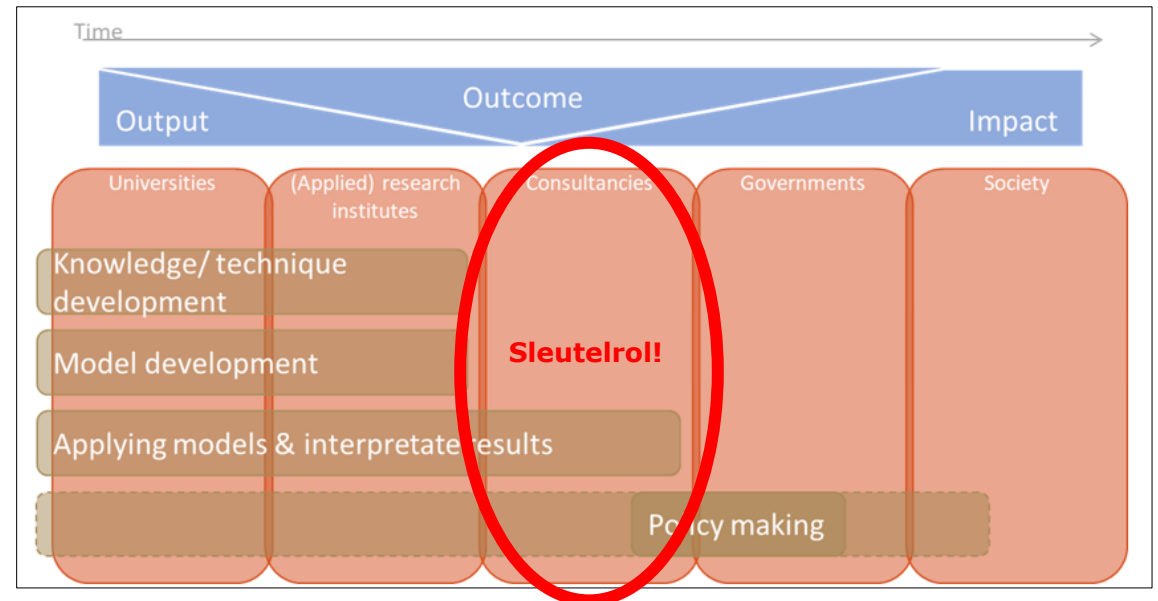 Time
Outcome
Output
Impact
Universities
(Applied) research
institutes
Consultancies
Governments
Society
Knowledge/ technique
development
Model development
Sleutelrol!
Applying models & interpretate results
Policy making